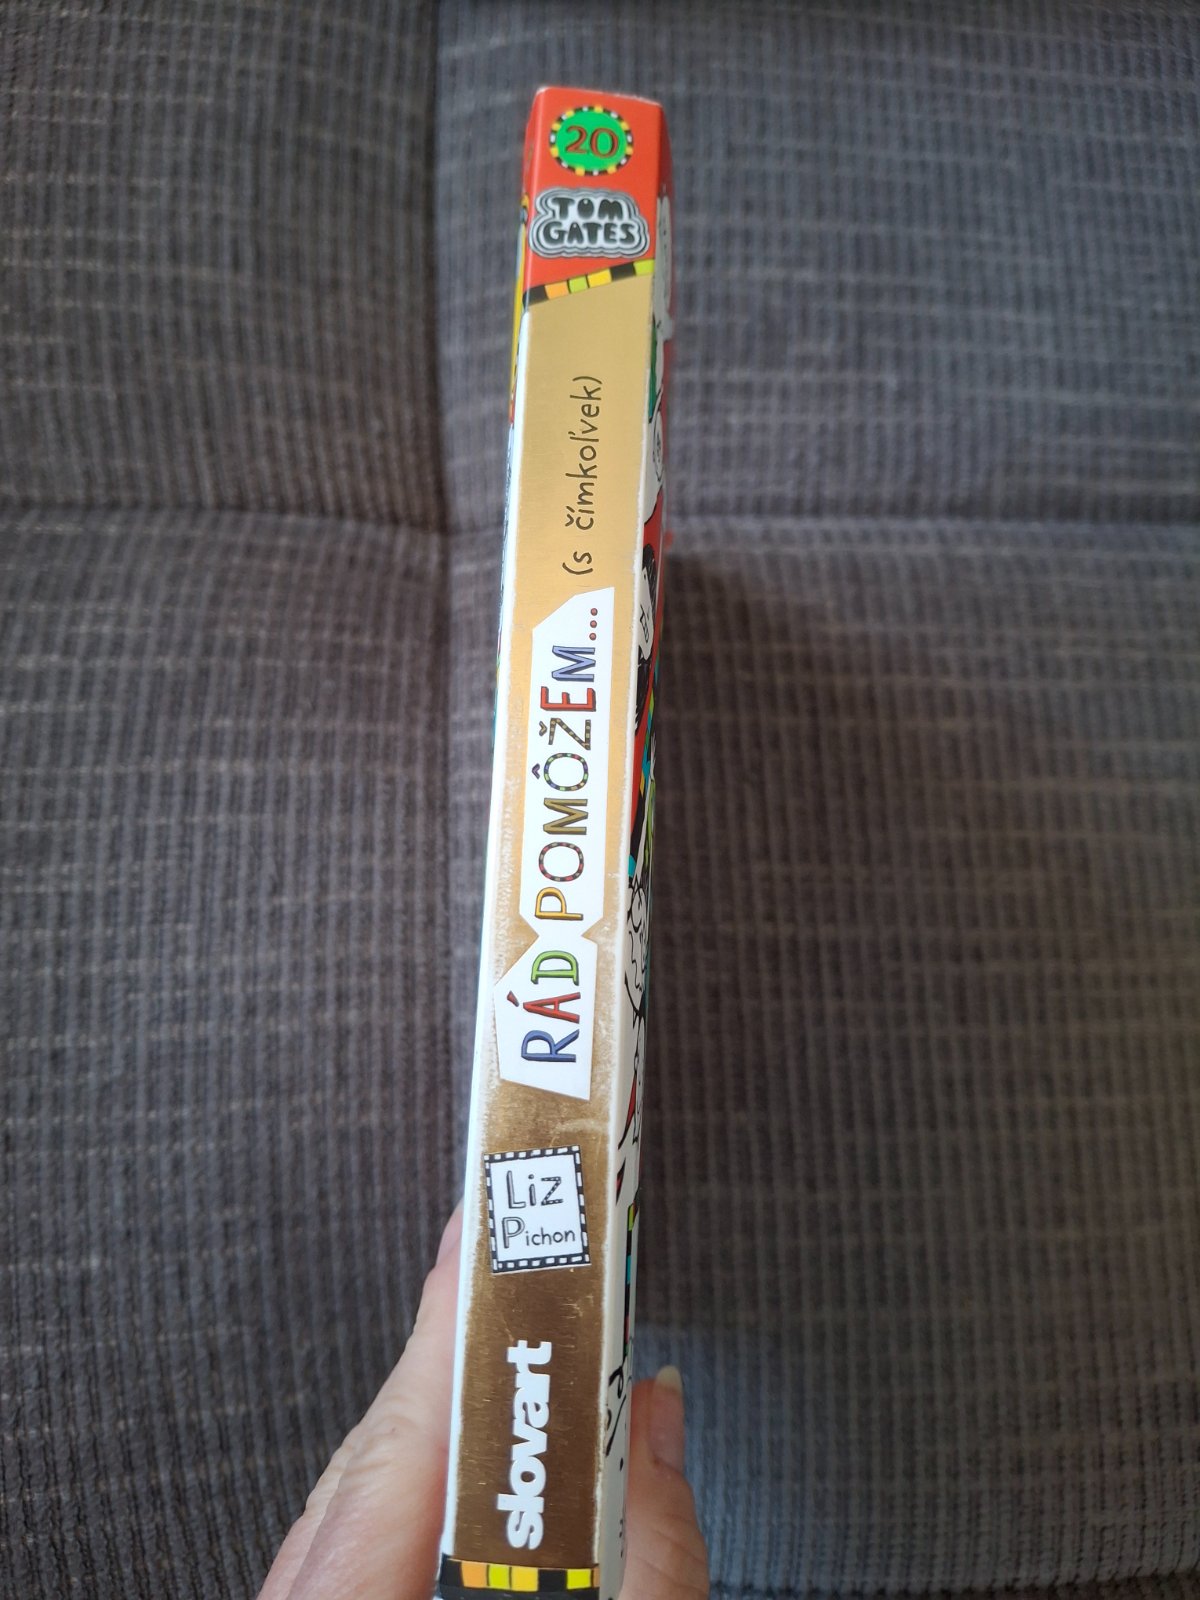 20
TOM
GATES
(s čímkoľvek)
RÁD POMÔŽEM...
Liz
Pichon
slovart